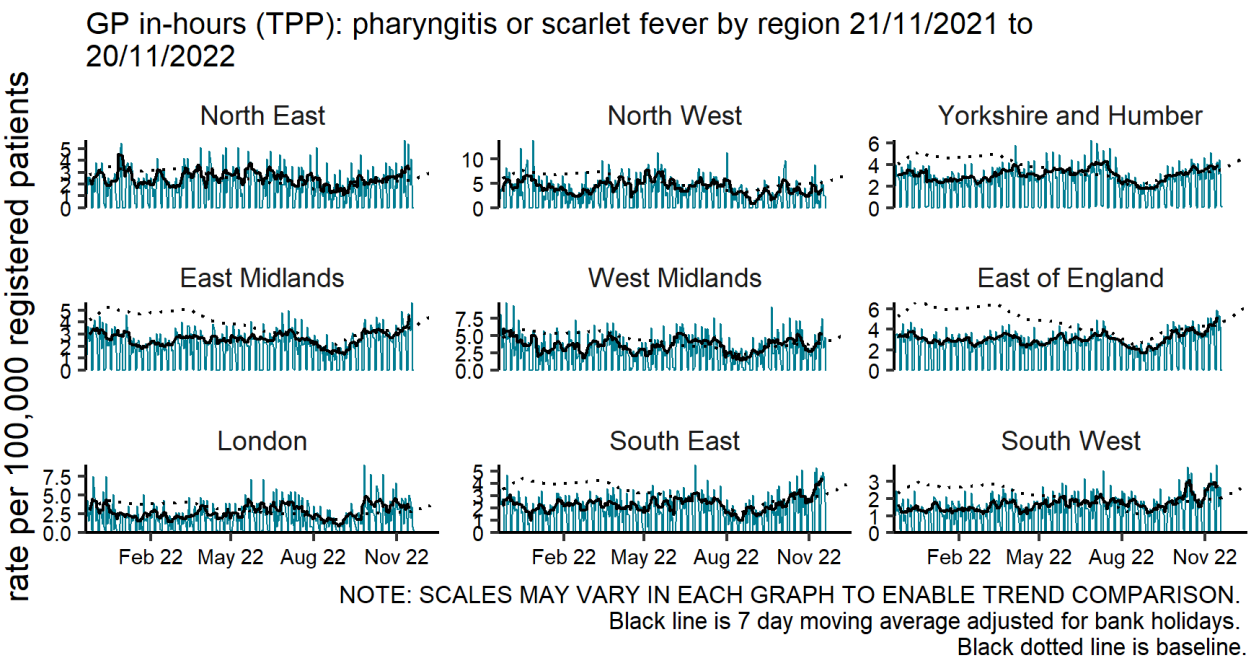 GP in-hours (TPP): pharyngitis or scarlet fever by region 21/11/2021 to
20/11/2022
rate per 100,000 registered patients
North East
5
4
3
2
1
0
North West
10
5
0
Yorkshire and Humber
6
4
2
0
East Midlands
5
4
3
2
1
0
West Midlands
7.5
5.0
2.5
0.0
East of England
6
4
2
0
London
7.5
5.0
2.5
0.0
South East
5
4
3
2
1
0
South West
3
2
1
0
Feb 22 May 22 Aug 22 Nov 22
Feb 22 May 22 Aug 22 Nov 22
Feb 22 May 22 Aug 22 Nov 22
NOTE: SCALES MAY VARY IN EACH GRAPH TO ENABLE TREND COMPARISON.
Black line is 7 day moving average adjusted for bank holidays.
Black dotted line is baseline.